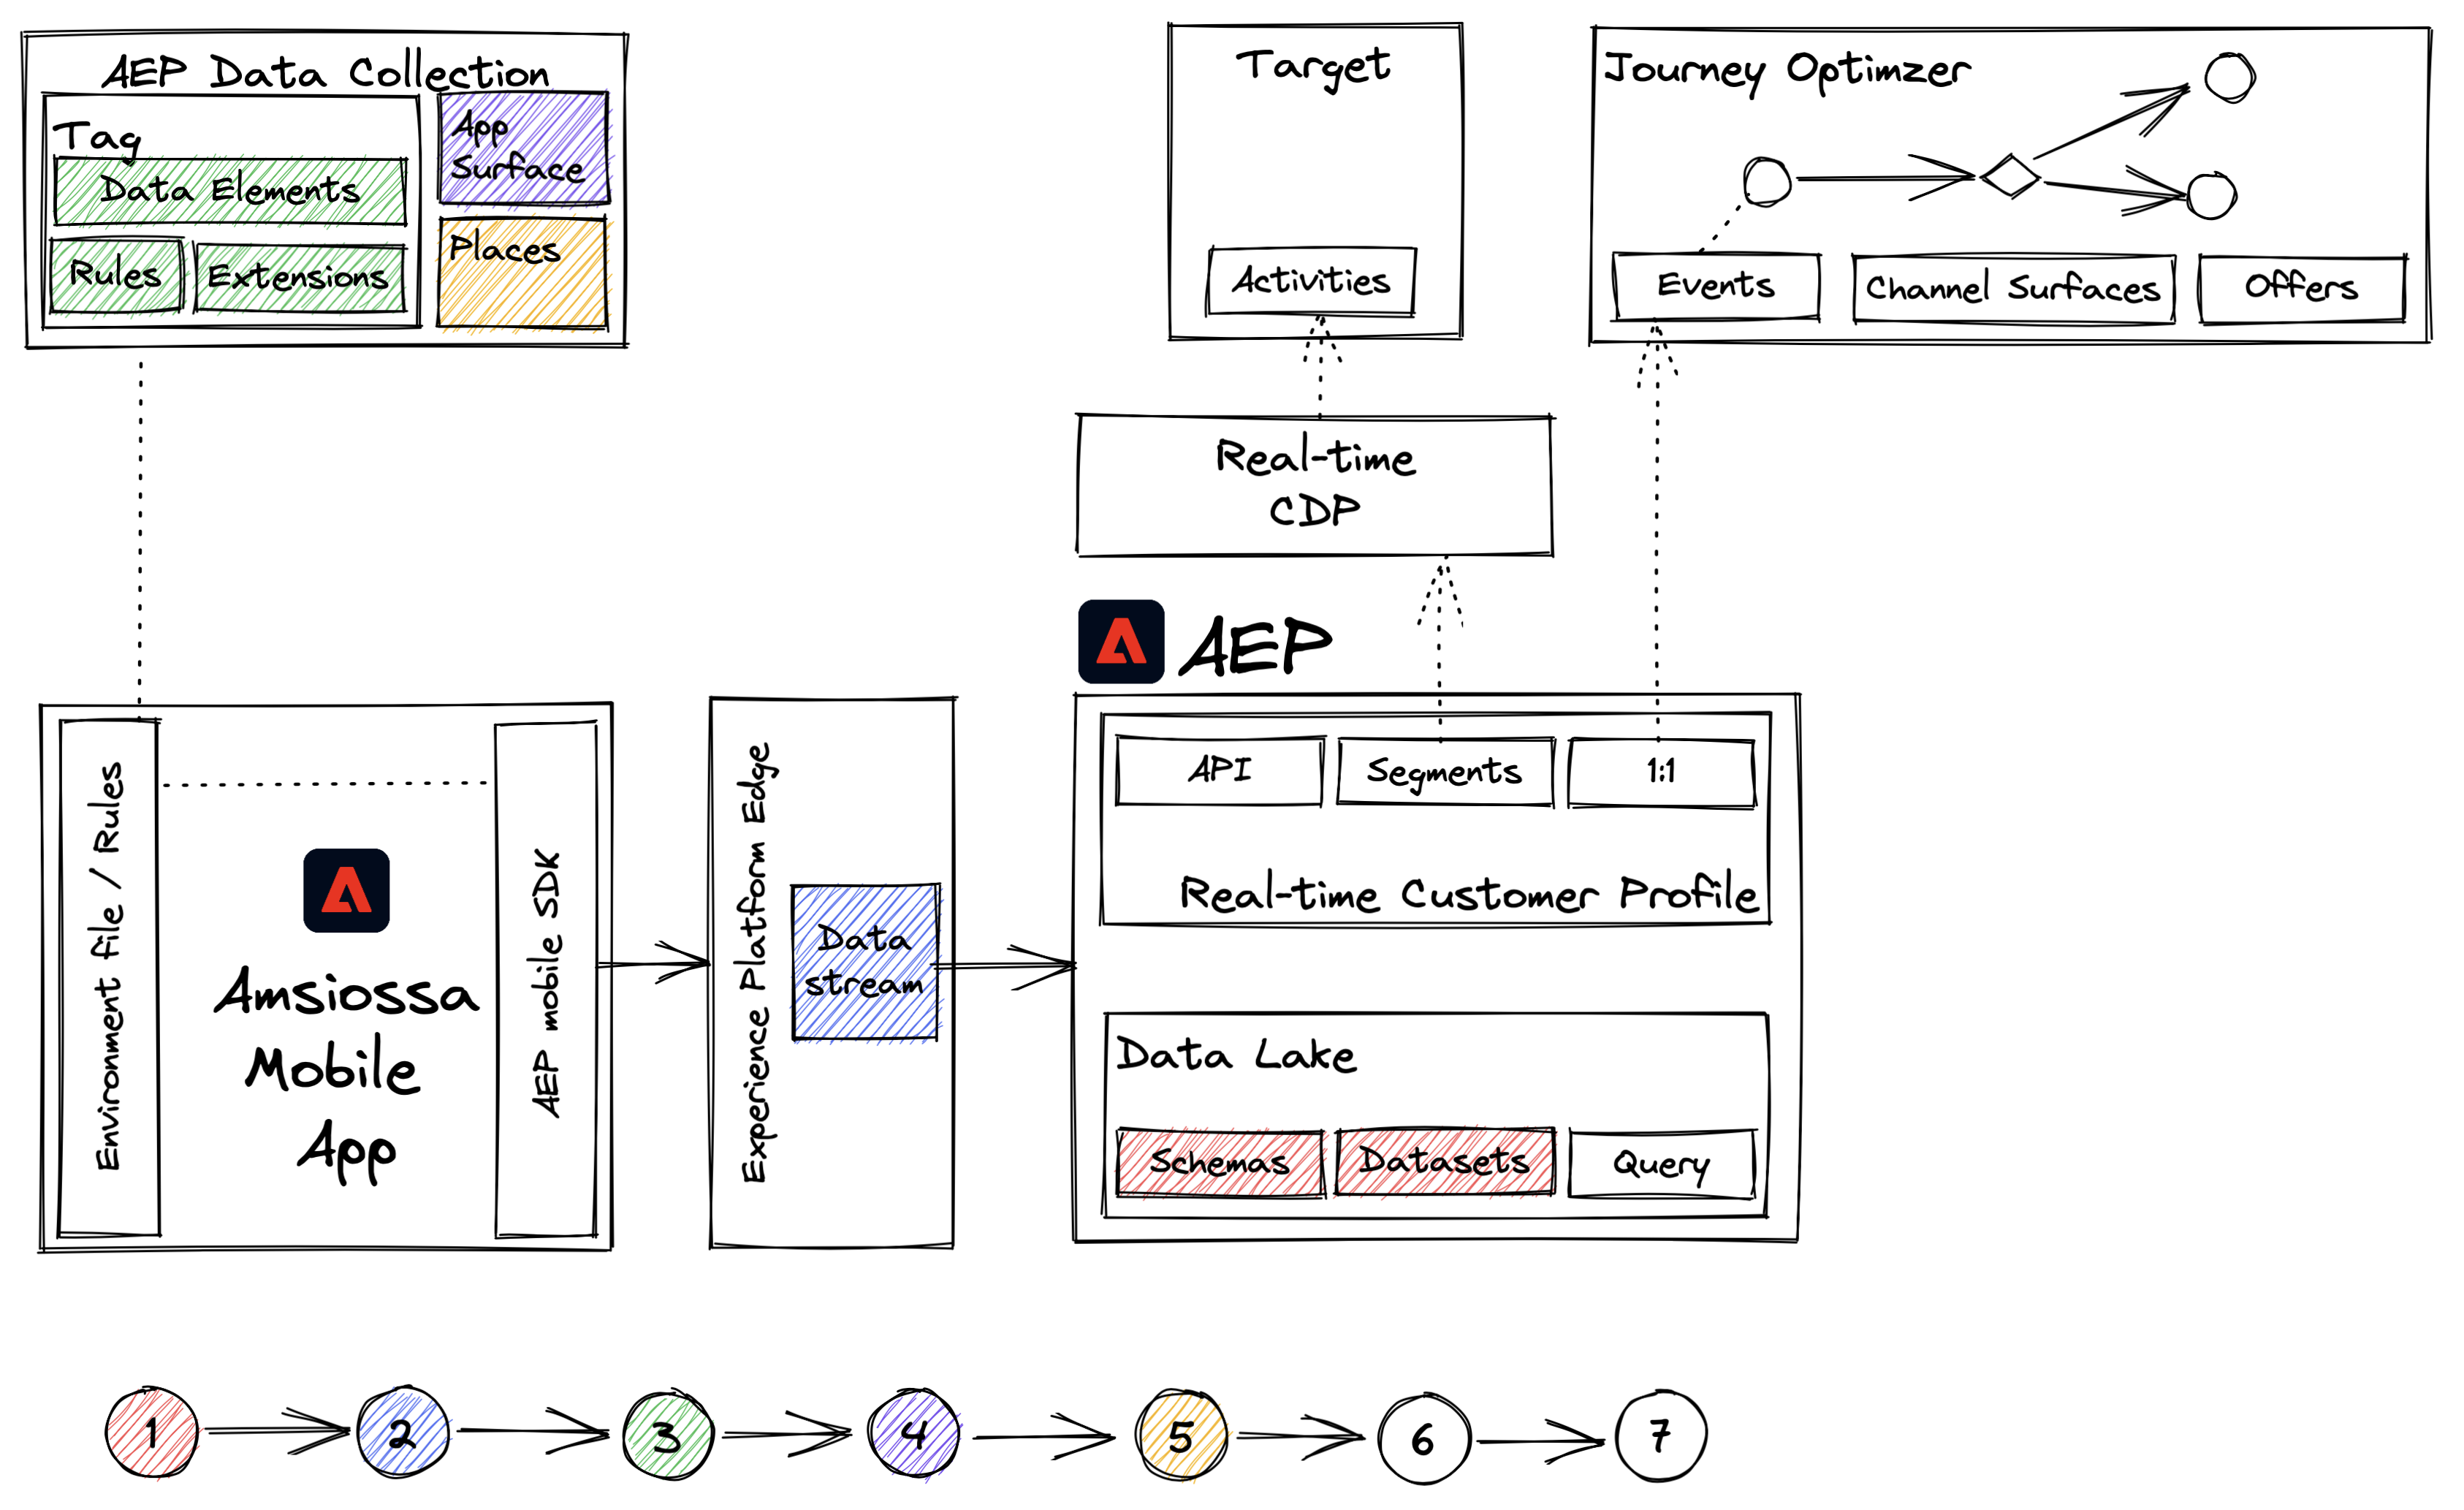 AEP Data Collection
Tag
Data Elements
Rules
Extensions
App
Surface
Places
Target
Activities
Journey Optimzer
Events
Channel Surfaces
Offers
Real-time
CDP
AEP
Environment file / Rules
Amsiossa
Mobile
App
AEP mobile SDK
Experience Platform Edge
Data
stream
API
Segments
1:1
Real-time Customer Profile
Data Lake
Schemas
Datasets
Query
1
2
3
4
5
6
7